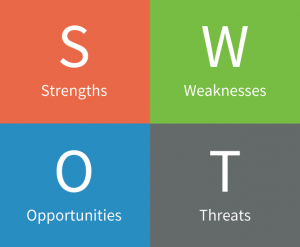 S W
Strengths Weaknesses
O T
Opportunities Threats